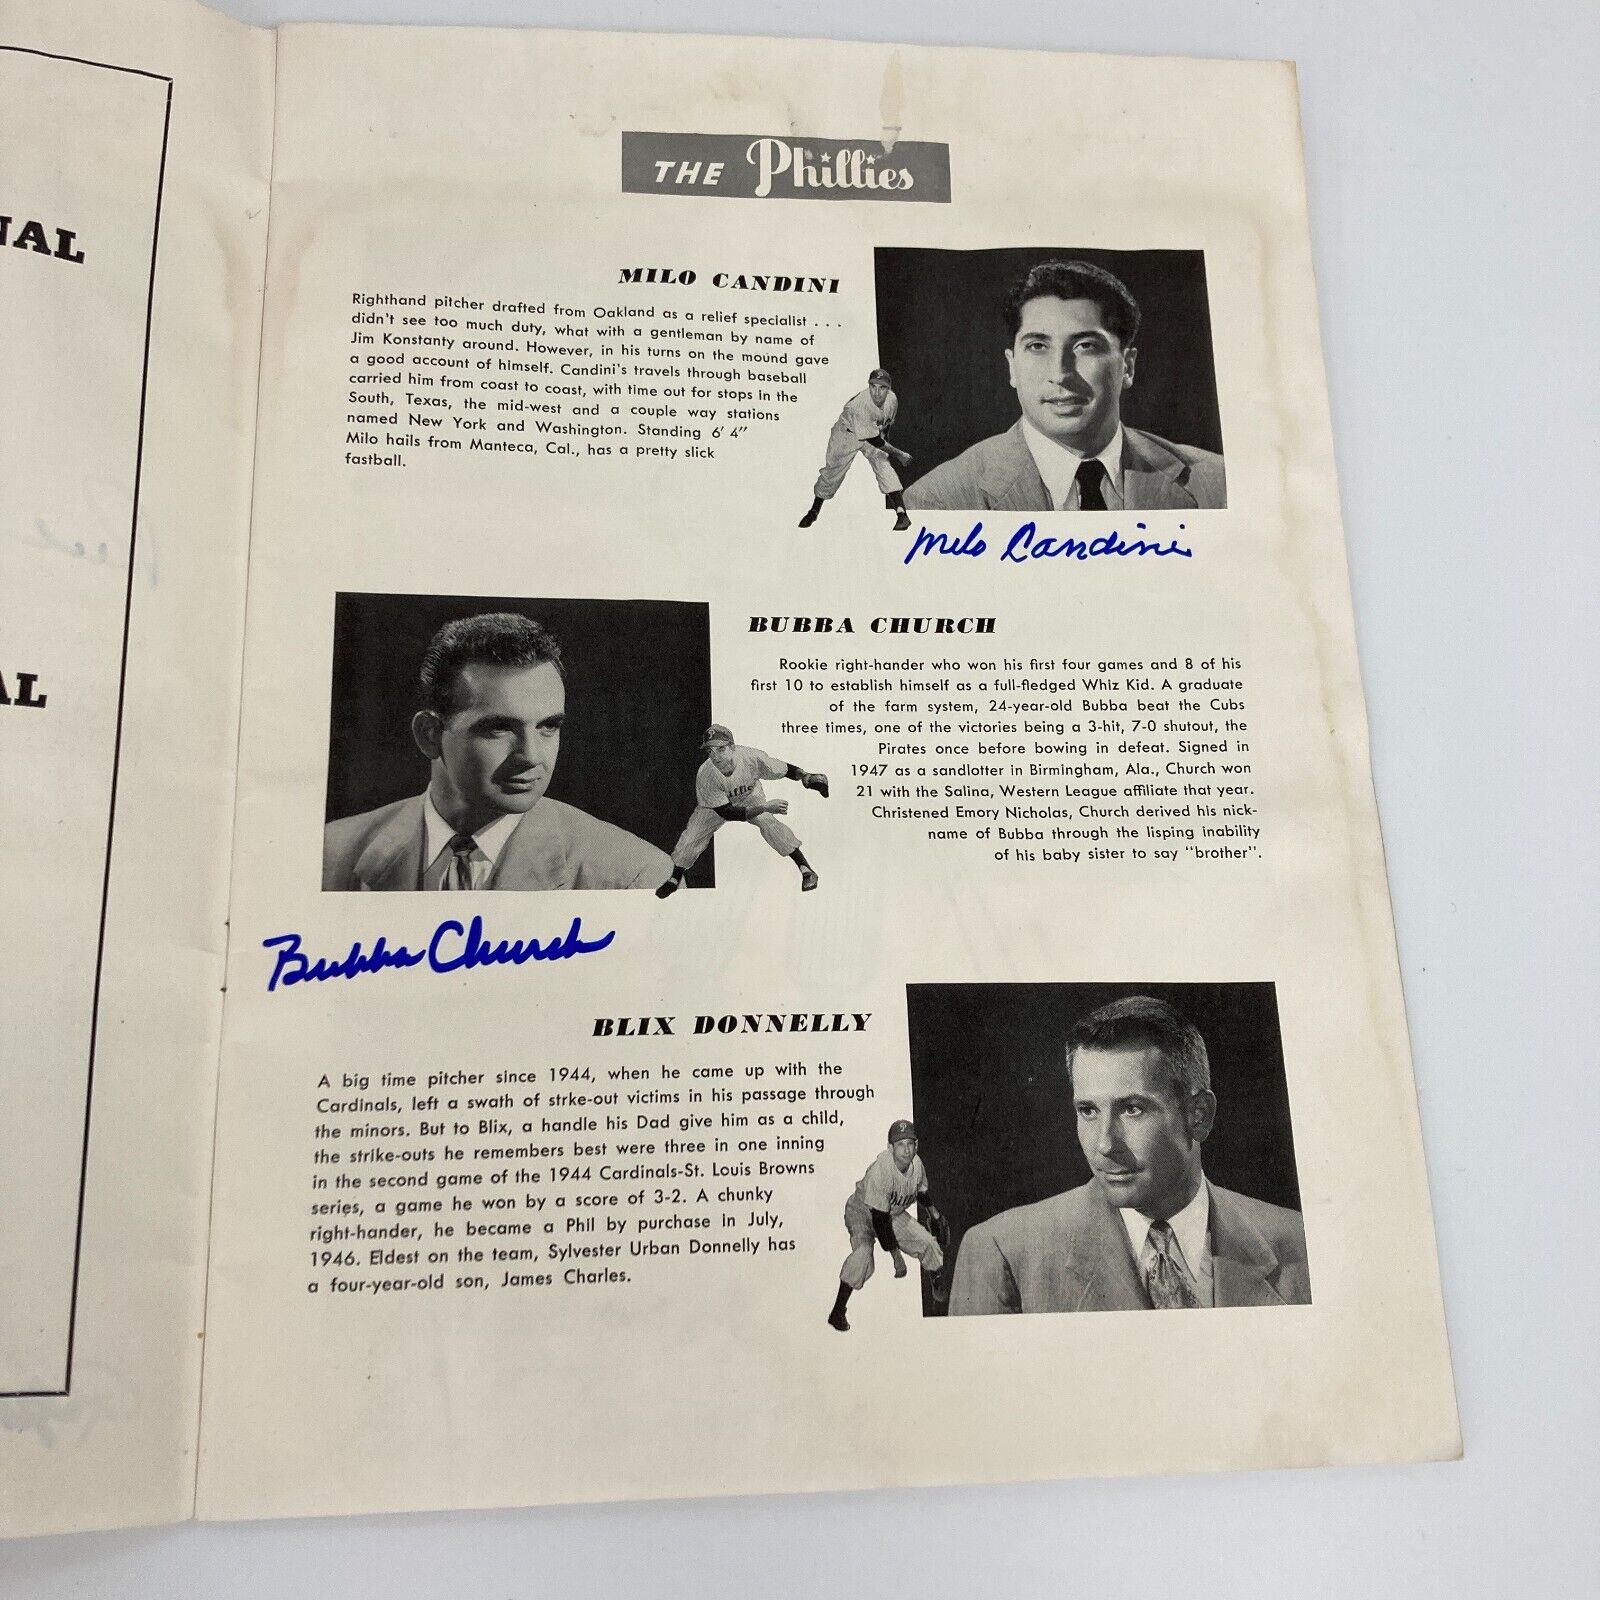 NAL
AL
THE Phillies
MILO CANDINI
Righthand pitcher drafted from Oakland as a relief specialist . . .
didn't see too much duty, what with a gentleman by name of
Jim Konstanty around. However, in his turns on the mound gave
a good account of himself. Candini's travels through baseball
carried him from coast to coast, with time out for stops in the
South, Texas, the mid-west and a couple way stations
named New York and Washington. Standing 6' 4"
Milo hails from Manteca, Cal., has a pretty slick
fastball.
Milo Candini
BUBBA CHURCH
Rookie right-hander who won his first four games and 8 of his
first 10 to establish himself as a full-fledged Whiz Kid. A graduate
of the farm system, 24-year-old Bubba beat the Cubs
three times, one of the victories being a 3-hit, 7-0 shutout, the
Pirates once before bowing in defeat. Signed in
1947 as a sandlotter in Birmingham, Ala., Church won
21 with the Salina, Western League affiliate that year.
Christened Emory Nicholas, Church derived his nick-
name of Bubba through the lisping inability
of his baby sister to say "brother".
Bubba Church
BLIX DONNELLY
A big time pitcher since 1944, when he came up with the
Cardinals, left a swath of strke-out victims in his passage through
the minors. But to Blix, a handle his Dad give him as a child,
the strike-outs he remembers best were three in one inning
in the second game of the 1944 Cardinals-St. Louis Browns
series, a game he won by a score of 3-2. A chunky
right-hander, he became a Phil by purchase in July,
1946. Eldest on the team, Sylvester Urban Donnelly has
a four-year-old son, James Charles.